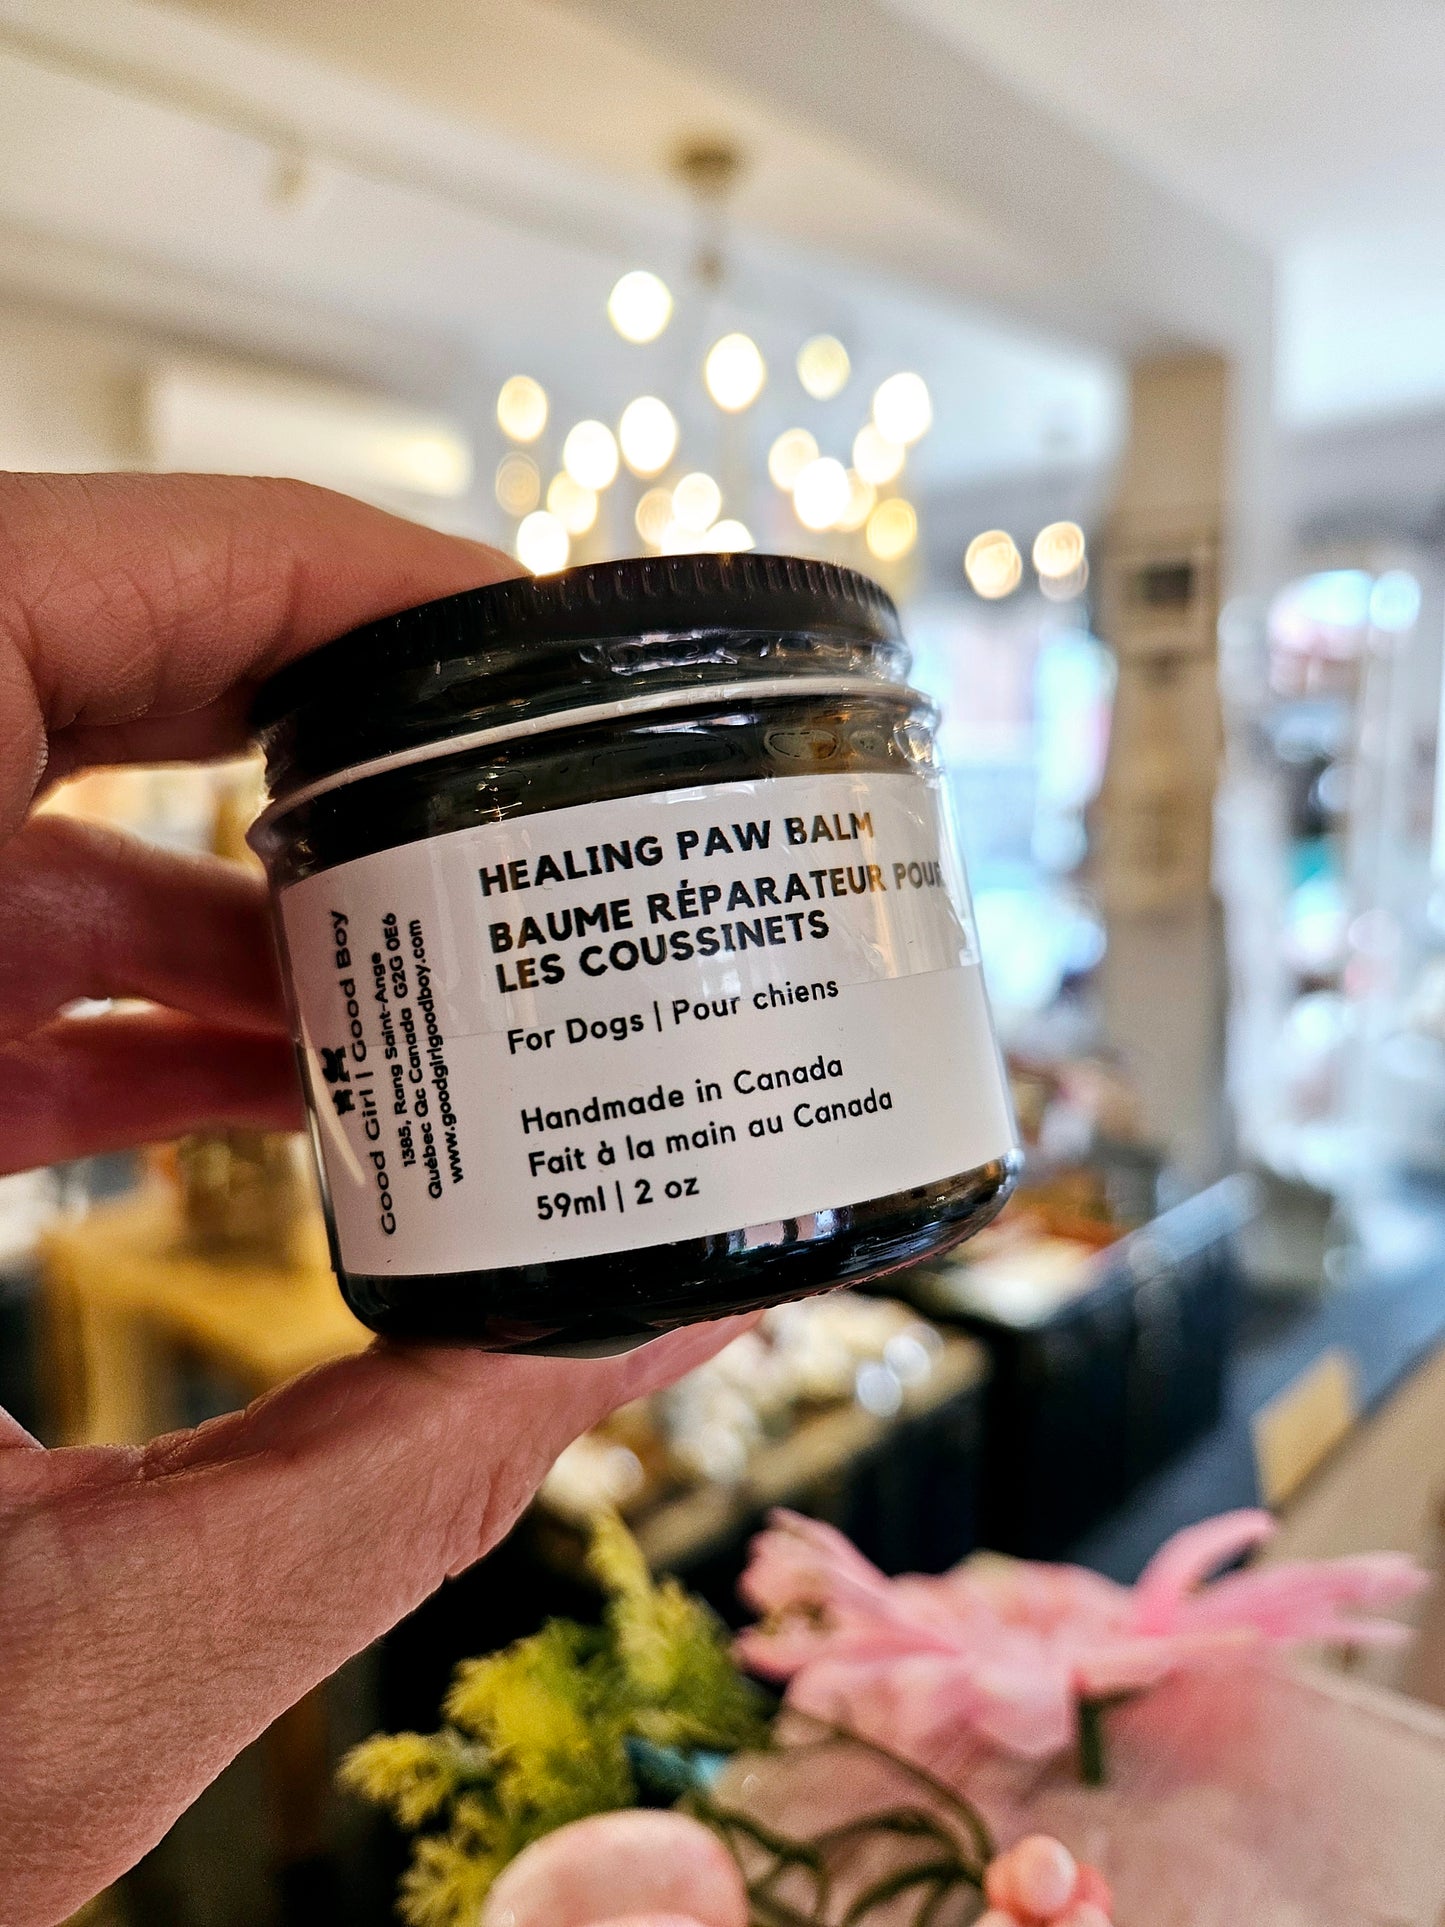 HEALING PAW BALM
BAUME RÉPARATEUR POUR
LES COUSSINETS
For Dogs | Pour chiens
Handmade in Canada
Fait à la main au Canada
59ml | 2 oz
Good Girl | Good Boy
1385, Rang Saint-Ange
Québec Qc Canada G2G 0E6
www.goodgirlgoodboy.com